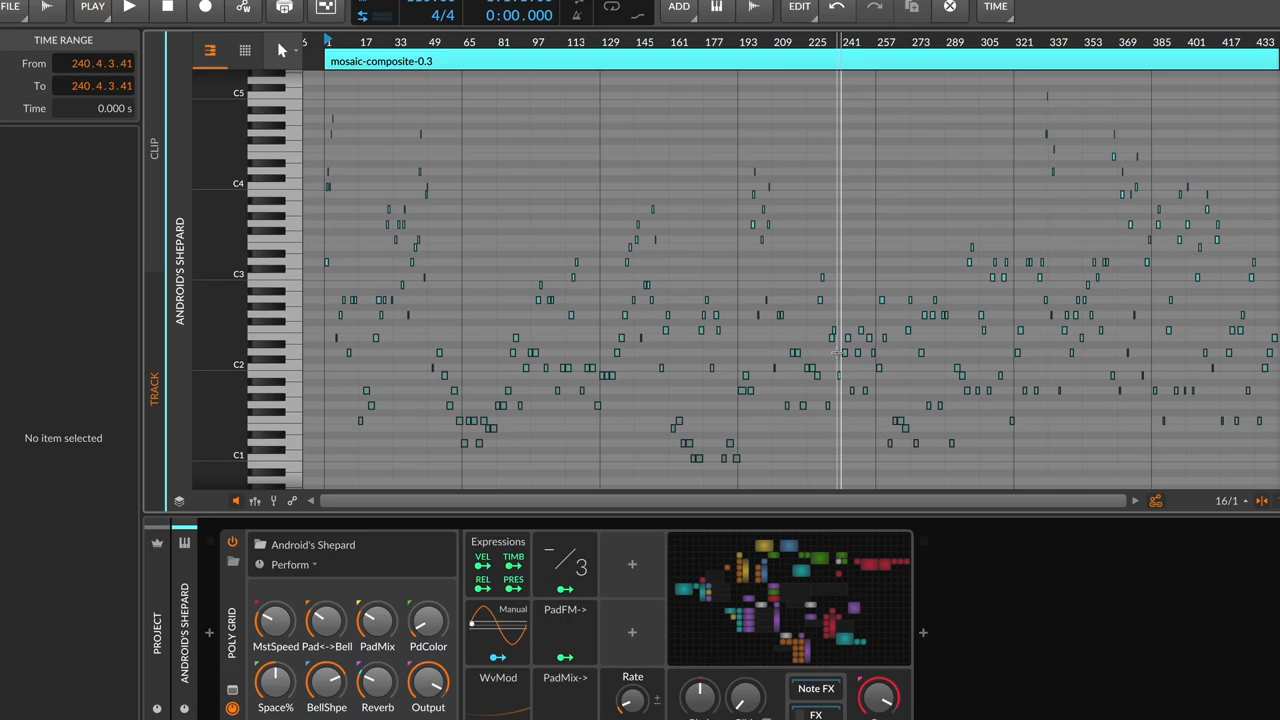 FILE
PLAY
4/4
0:00.000
ADD
EDIT
TIME
TIME RANGE
From 240.4.3.41
To 240.4.3.41
Time 0.000 s
No item selected
CLIP
TRACK
ANDROID'S SHEPARD
1 17 33 49 65 81 97 113 129 145 161 177 193 209 225 241 257 273 289 305 321 337 353 369 385 401 417 433
mosaic-composite-0.3
C5
C4
C3
C2
C1
16/1
PROJECT
ANDROID'S SHEPARD
POLY GRID
Android's Shepard
Perform
MstSpeed Pad<->Bell PadMix PdColor
Space% BellShpe Reverb Output
Expressions
VEL TIMB
REL PRES
/ 3
Manual
PadFM->
WvMod
PadMix->
Rate
±
Note FX
FX